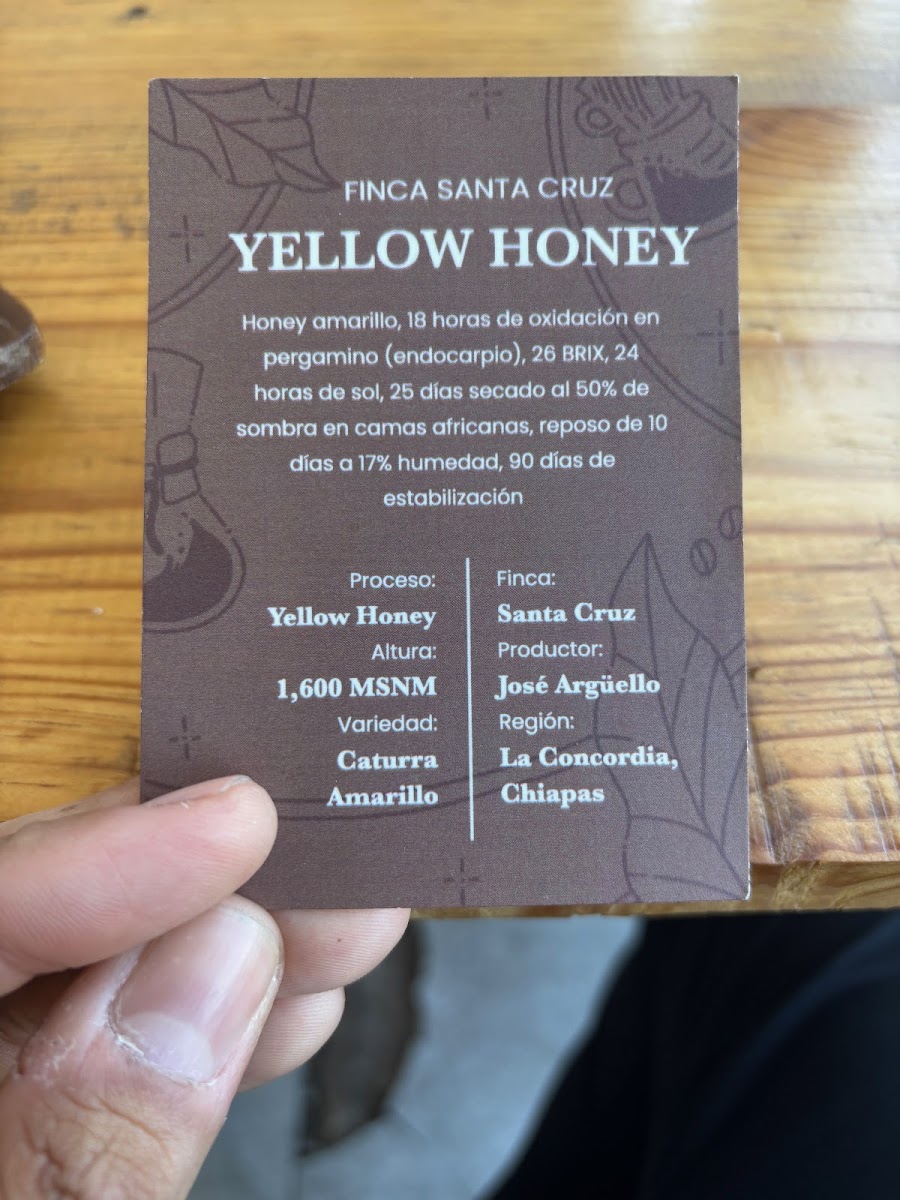 FINCA SANTA CRUZ
YELLOW HONEY
Honey amarillo, 18 horas de oxidación en
pergamino (endocarpio), 26 BRIX, 24
horas de sol, 25 días secado al 50% de
sombra en camas africanas, reposo de 10
días a 17% humedad, 90 días de
estabilización
Proceso:
Yellow Honey
Altura:
1,600 MSNM
Variedad:
Caturra
Amarillo
Finca:
Santa Cruz
Productor:
José Argüello
Región:
La Concordia,
Chiapas